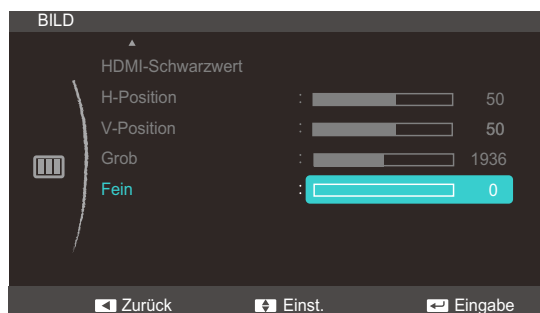 BILD
HDMI-Schwarzwert
H-Position : 50
V-Position : 50
Grob : 1936
Fein : 0
Zurück Einst. Eingabe